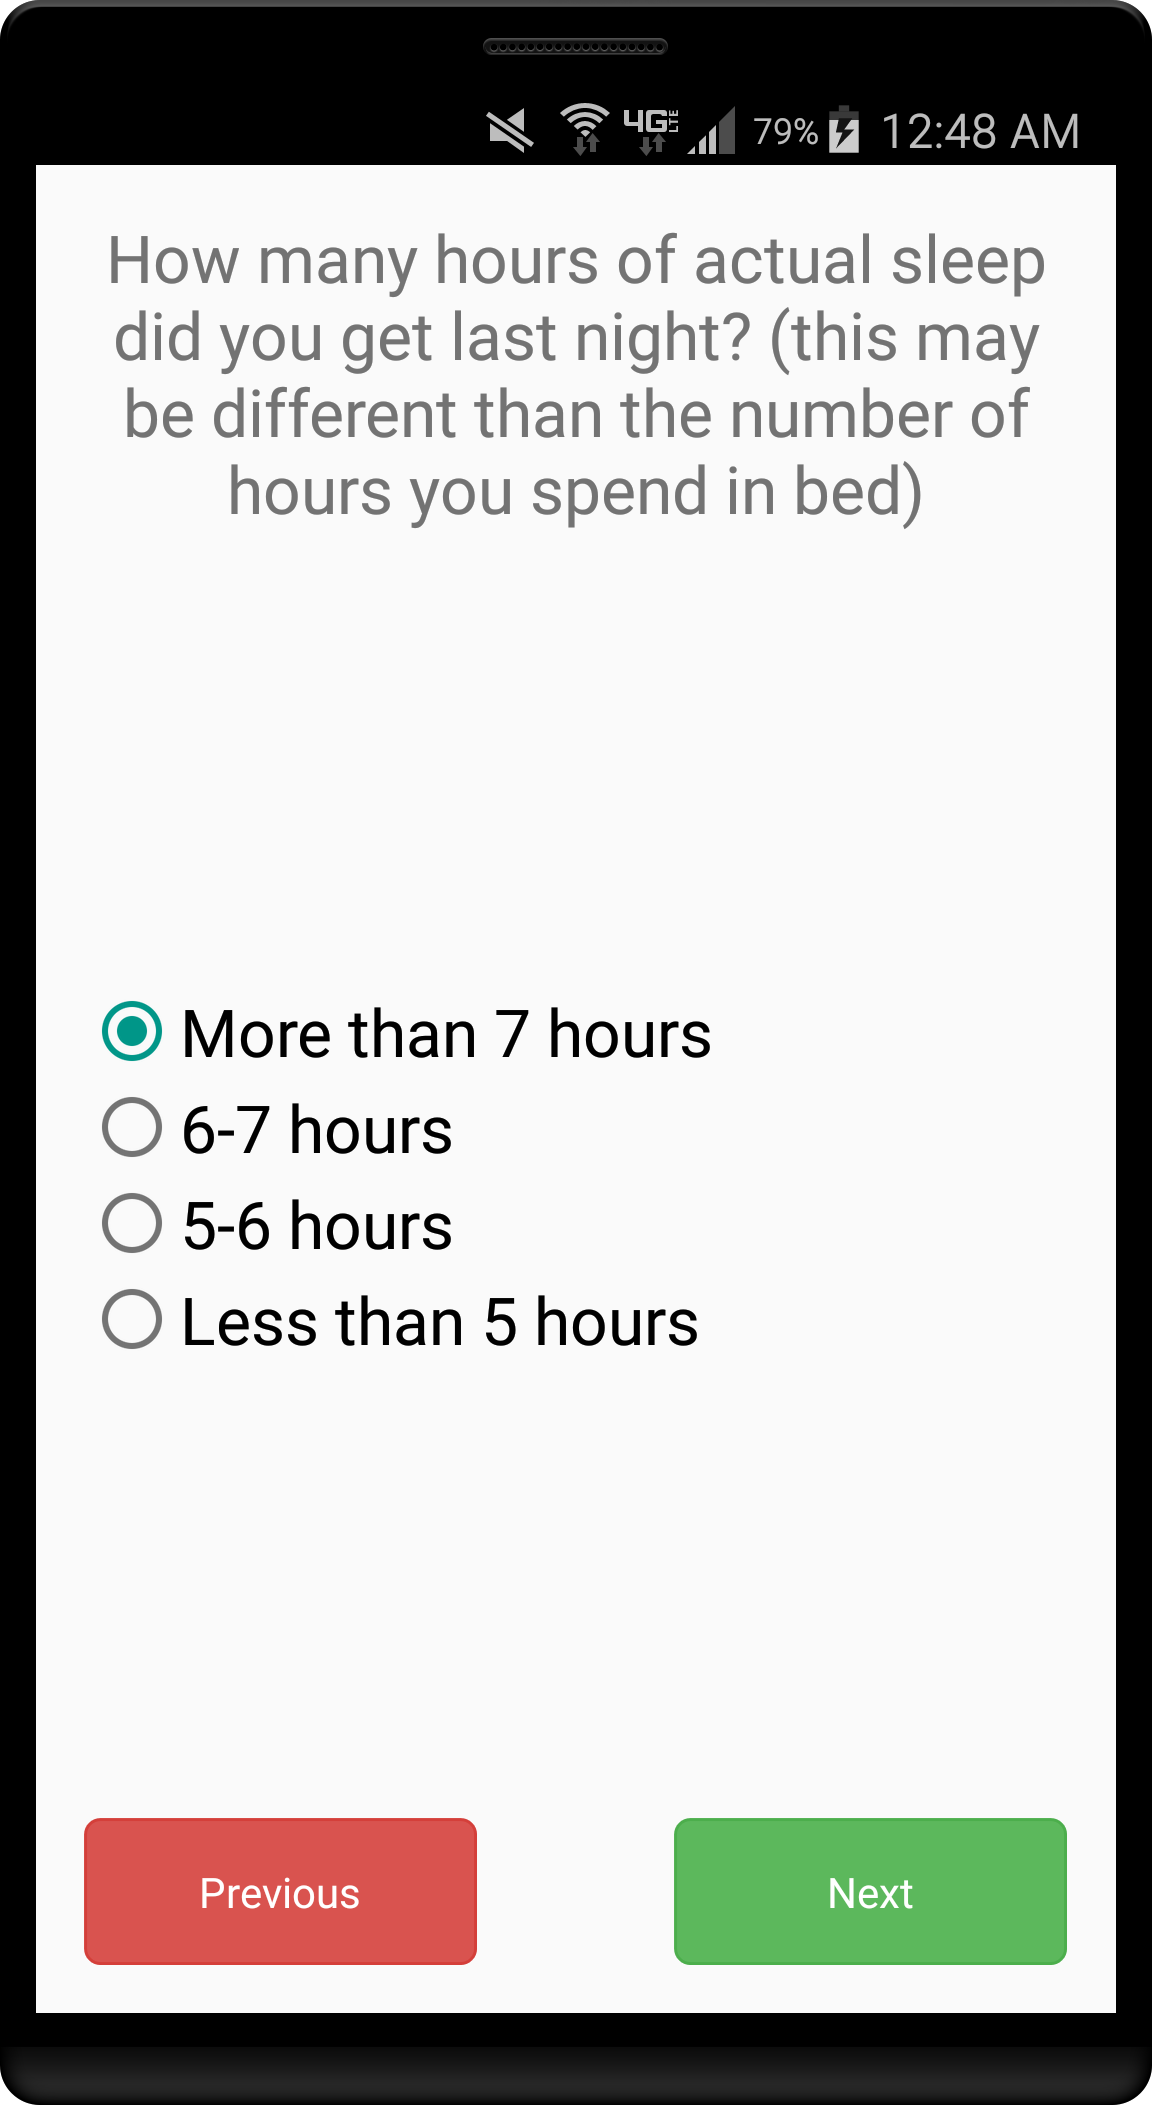 4G LTE 79% 12:48 AM
How many hours of actual sleep
did you get last night? (this may
be different than the number of
hours you spend in bed)
More than 7 hours
6-7 hours
5-6 hours
Less than 5 hours
Previous
Next